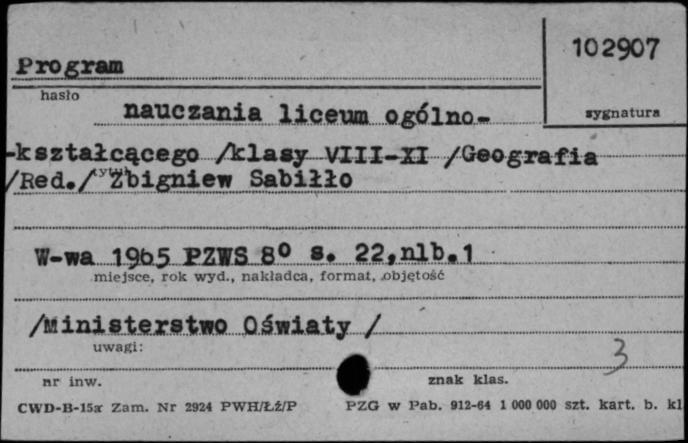 102907
Program
hasło
sygnatura
nauczania liceum ogólno-
-kształcącego /klasy VIII-XI /Geografia
/Red./ Zbigniew Sabiłło
W-wa 1965 PZWS 8º s. 22,nlb.1
miejsce, rok wyd., nakładca, format, objętość
/Ministerstwo Oświaty /
uwagi:
3
nr inw.
znak klas.
CWD-B-15a Zam. Nr 2924 PWH/Łź/P PZG w Pab. 912-64 1 000 000 szt. kart. b. kl